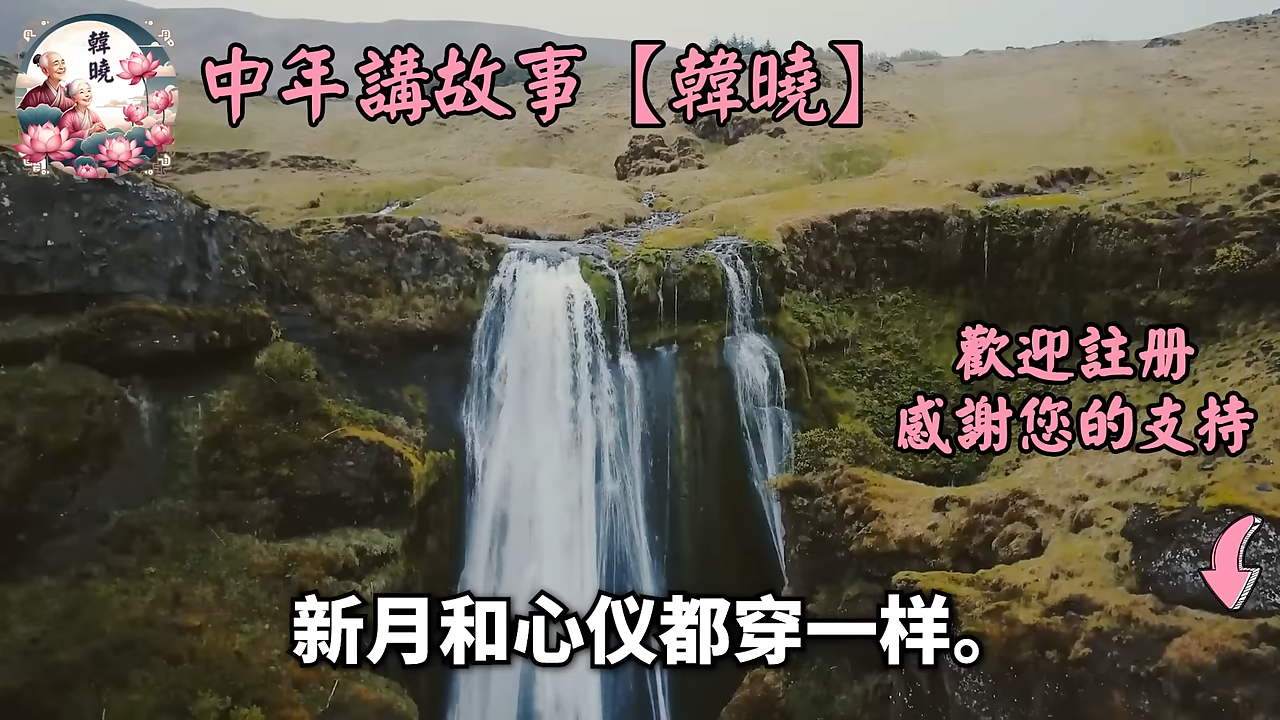 韓
曉
中年講故事【韓曉】
歡迎註册
感謝您的支持
新月和心仪都穿一样。